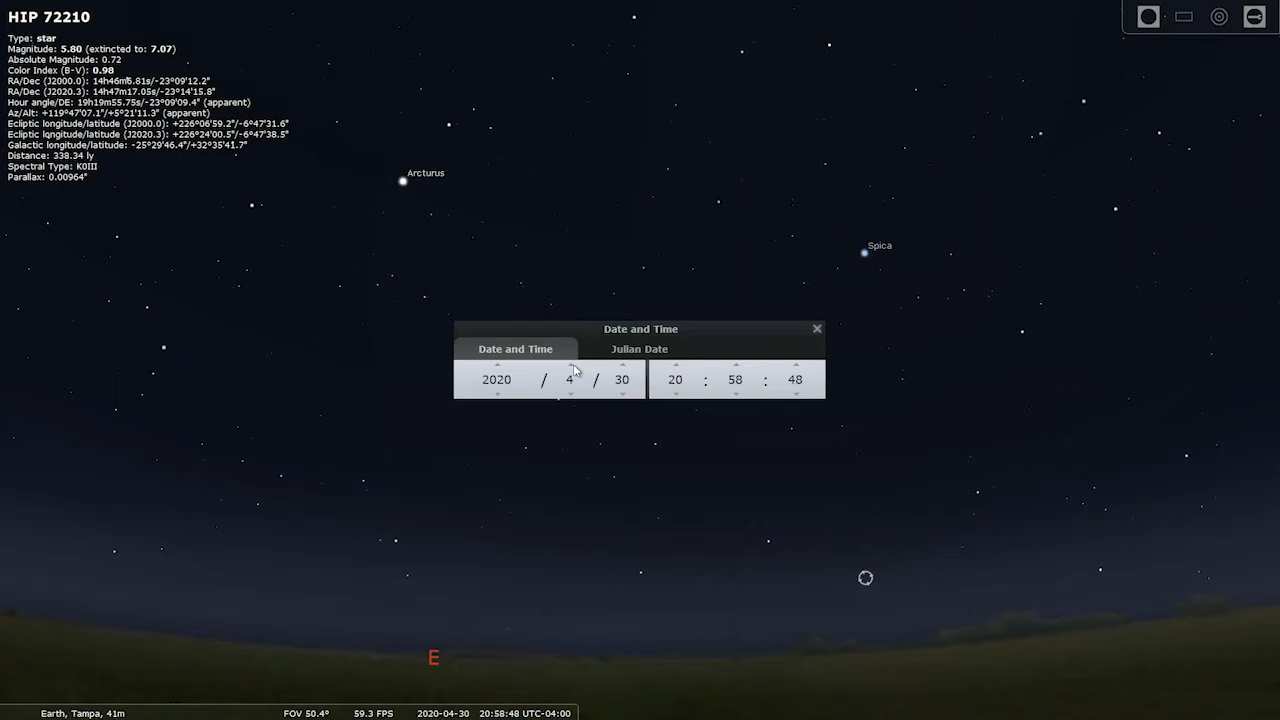 HIP 72210
Type: star
Magnitude: 5.80 (extincted to: 7.07)
Absolute Magnitude: 0.72
Color Index (B-V): 0.98
RA/Dec (J2000.0): 14h46m6.81s/-23°09'12.2"
RA/Dec (J2020.3): 14h47m17.05s/-23°14'15.8"
Hour angle/DE: 19h19m55.75s/-23°09'09.4" (apparent)
Az/Alt: +119°47'07.1"/+5°21'11.3" (apparent)
Ecliptic longitude/latitude (J2000.0): +226°06'59.2"/-6°47'31.6"
Ecliptic longitude/latitude (J2020.3): +226°24'00.5"/-6°47'38.5"
Galactic longitude/latitude: -25°29'46.4"/+32°35'41.7"
Distance: 338.34 ly
Spectral Type: K0III
Parallax: 0.00964"
Arcturus
Spica
Date and Time
Date and Time Julian Date
2020 / 4 / 30 20 : 58 : 48
E
Earth, Tampa, 41m FOV 50.4° 59.3 FPS 2020-04-30 20:58:48 UTC-04:00